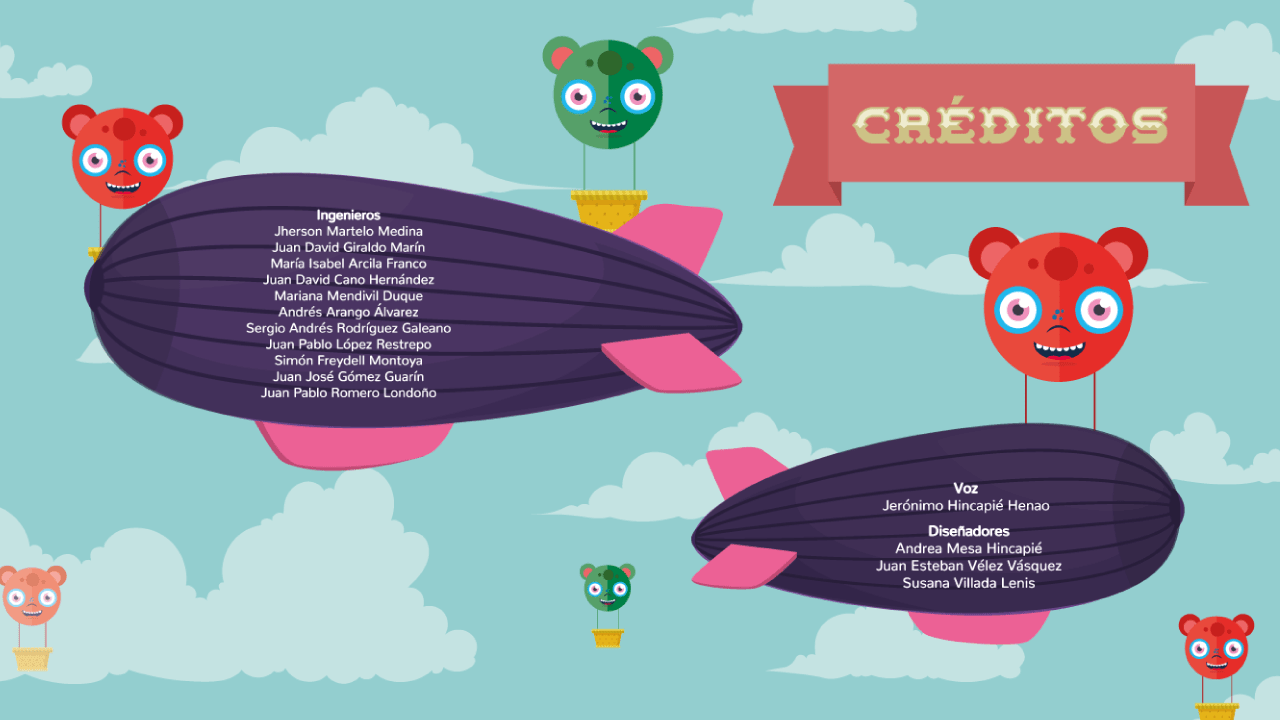 CRÉDITOS
Ingenieros
Jherson Martelo Medina
Juan David Giraldo Marín
María Isabel Arcila Franco
Juan David Cano Hernández
Mariana Mendivil Duque
Andrés Arango Álvarez
Sergio Andrés Rodríguez Galeano
Juan Pablo López Restrepo
Simón Freydell Montoya
Juan José Gómez Guarín
Juan Pablo Romero Londoño
Voz
Jerónimo Hincapié Henao
Diseñadores
Andrea Mesa Hincapié
Juan Esteban Vélez Vásquez
Susana Villada Lenis